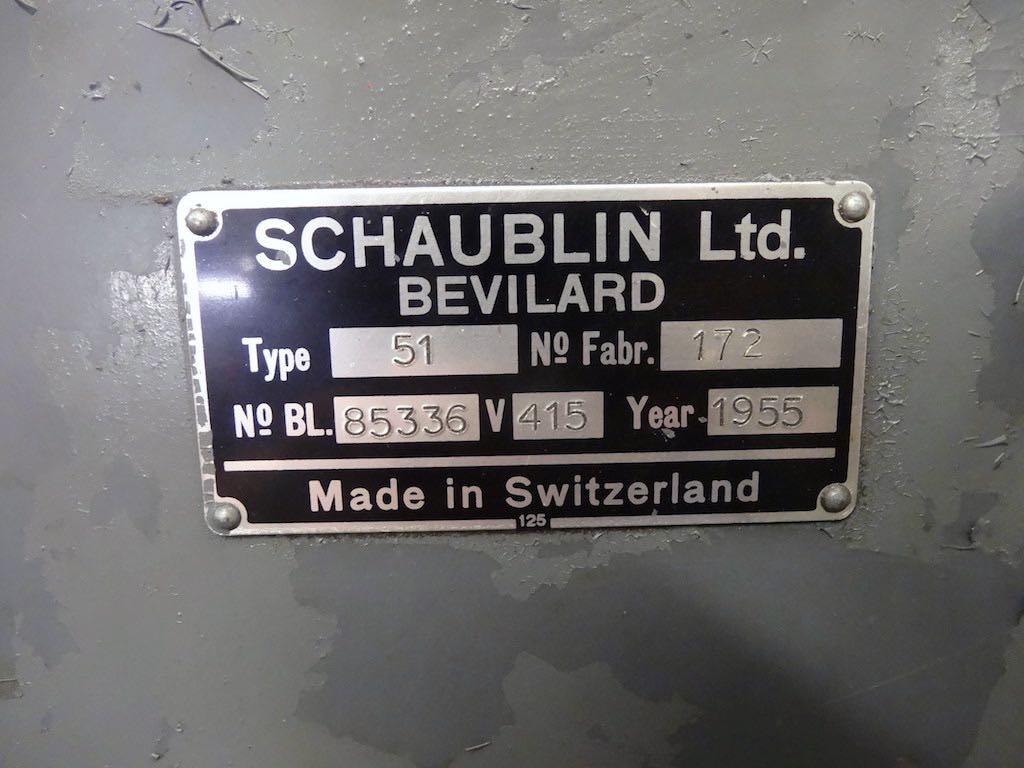 SCHAUBLIN Ltd.
BEVILARD
Type 51 Nº Fabr. 172
Nº BL. 85336 V 415 Year 1955
Made in Switzerland
125